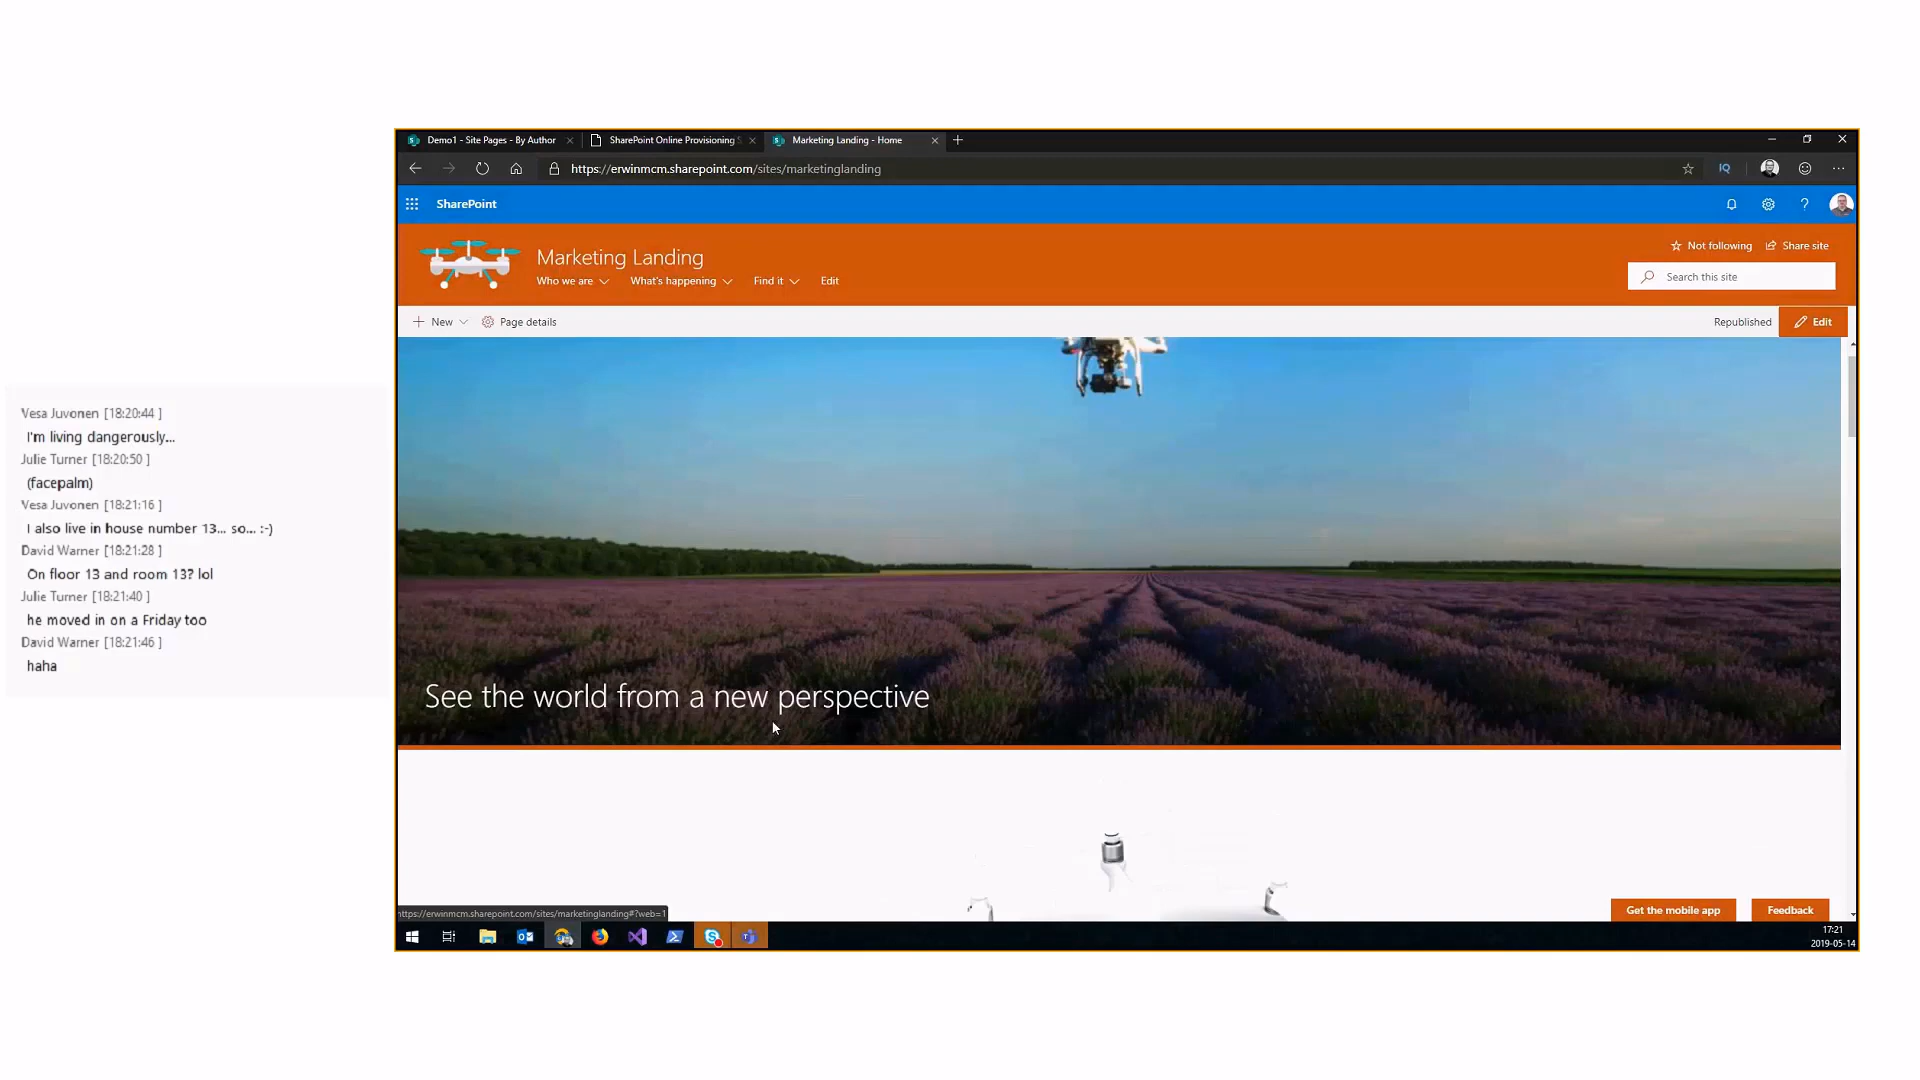 Vesa Juvonen [18:20:44 ]
I'm living dangerously...
Julie Turner [18:20:50 ]
(facepalm)
Vesa Juvonen [18:21:16 ]
I also live in house number 13... so... :-)
David Warner [18:21:28 ]
On floor 13 and room 13? lol
Julie Turner [18:21:40 ]
he moved in on a Friday too
David Warner [18:21:46 ]
haha
Demo1 - Site Pages - By Author
SharePoint Online Provisioning
Marketing Landing - Home
https://erwinmcm.sharepoint.com/sites/marketinglanding
IQ
SharePoint
Marketing Landing
Not following
Share site
Who we are
What's happening
Find it
Edit
Search this site
New
Page details
Republished
Edit
See the world from a new perspective
https://erwinmcm.sharepoint.com/sites/marketinglanding#?web=1
Get the mobile app
Feedback
17:21
2019-05-14